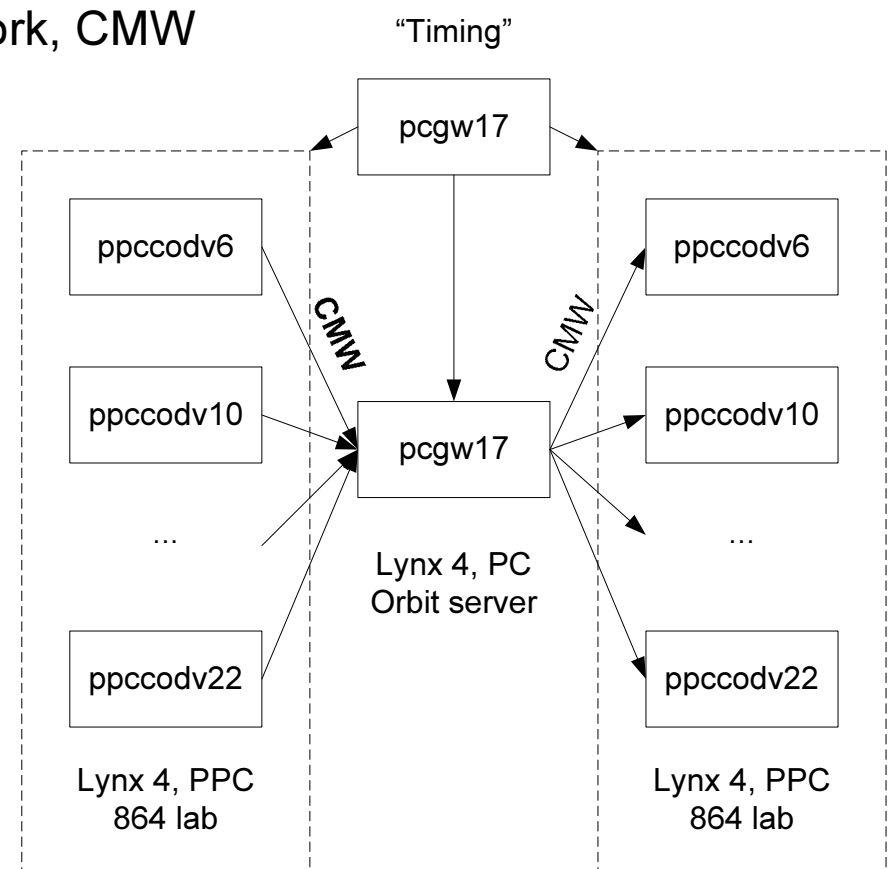 ork, CMW
“Timing”
pcgw17
ppccodv6
ppccodv6
CMW
CMW
ppccodv10
pcgw17
ppccodv10
...
...
Lynx 4, PC
Orbit server
ppccodv22
ppccodv22
Lynx 4, PPC
864 lab
Lynx 4, PPC
864 lab